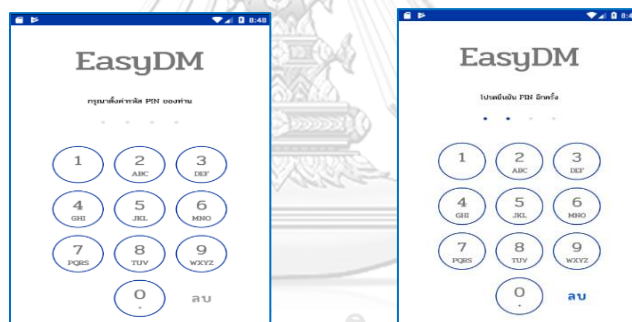 8:48
EasyDM
กรุณาตั้งค่ารหัส PIN ของท่าน
1 2 3
ABC DEF
4 5 6
GHI JKL MNO
7 8 9
PQRS TUV WXYZ
0 ลบ
8:48
EasyDM
โปรดยืนยัน PIN อีกครั้ง
1 2 3
ABC DEF
4 5 6
GHI JKL MNO
7 8 9
PQRS TUV WXYZ
0 ลบ